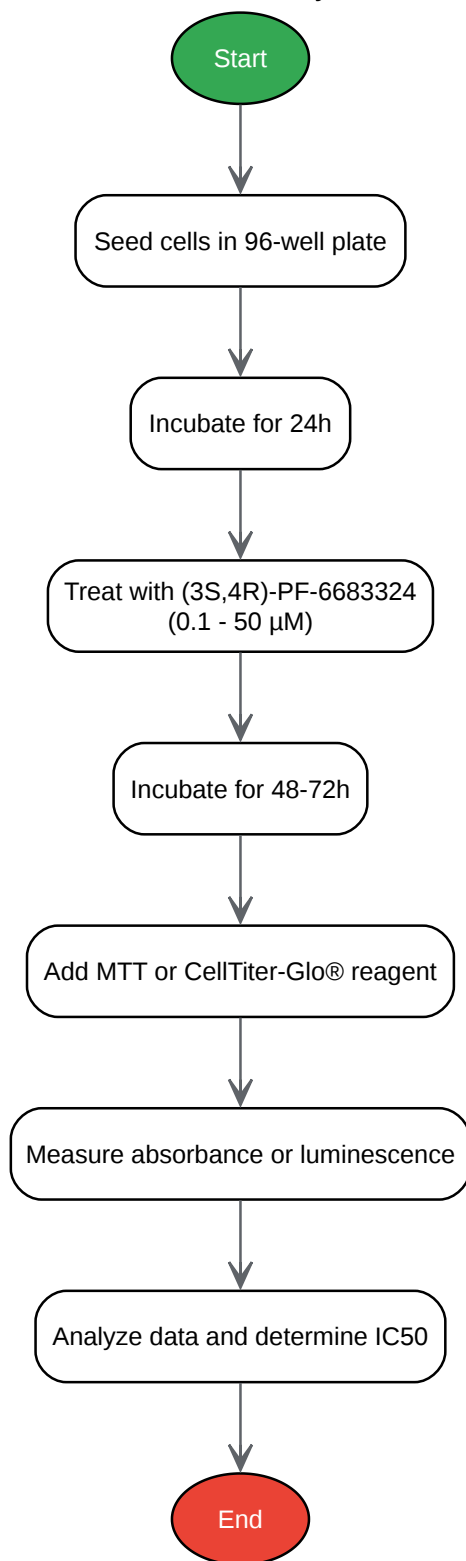 Start
Seed cells in 96-well plate
Incubate for 24h
Treat with (3S,4R)-PF-6683324
(0.1 - 50 µM)
Incubate for 48-72h
Add MTT or CellTiter-Glo® reagent
Measure absorbance or luminescence
Analyze data and determine IC50
End